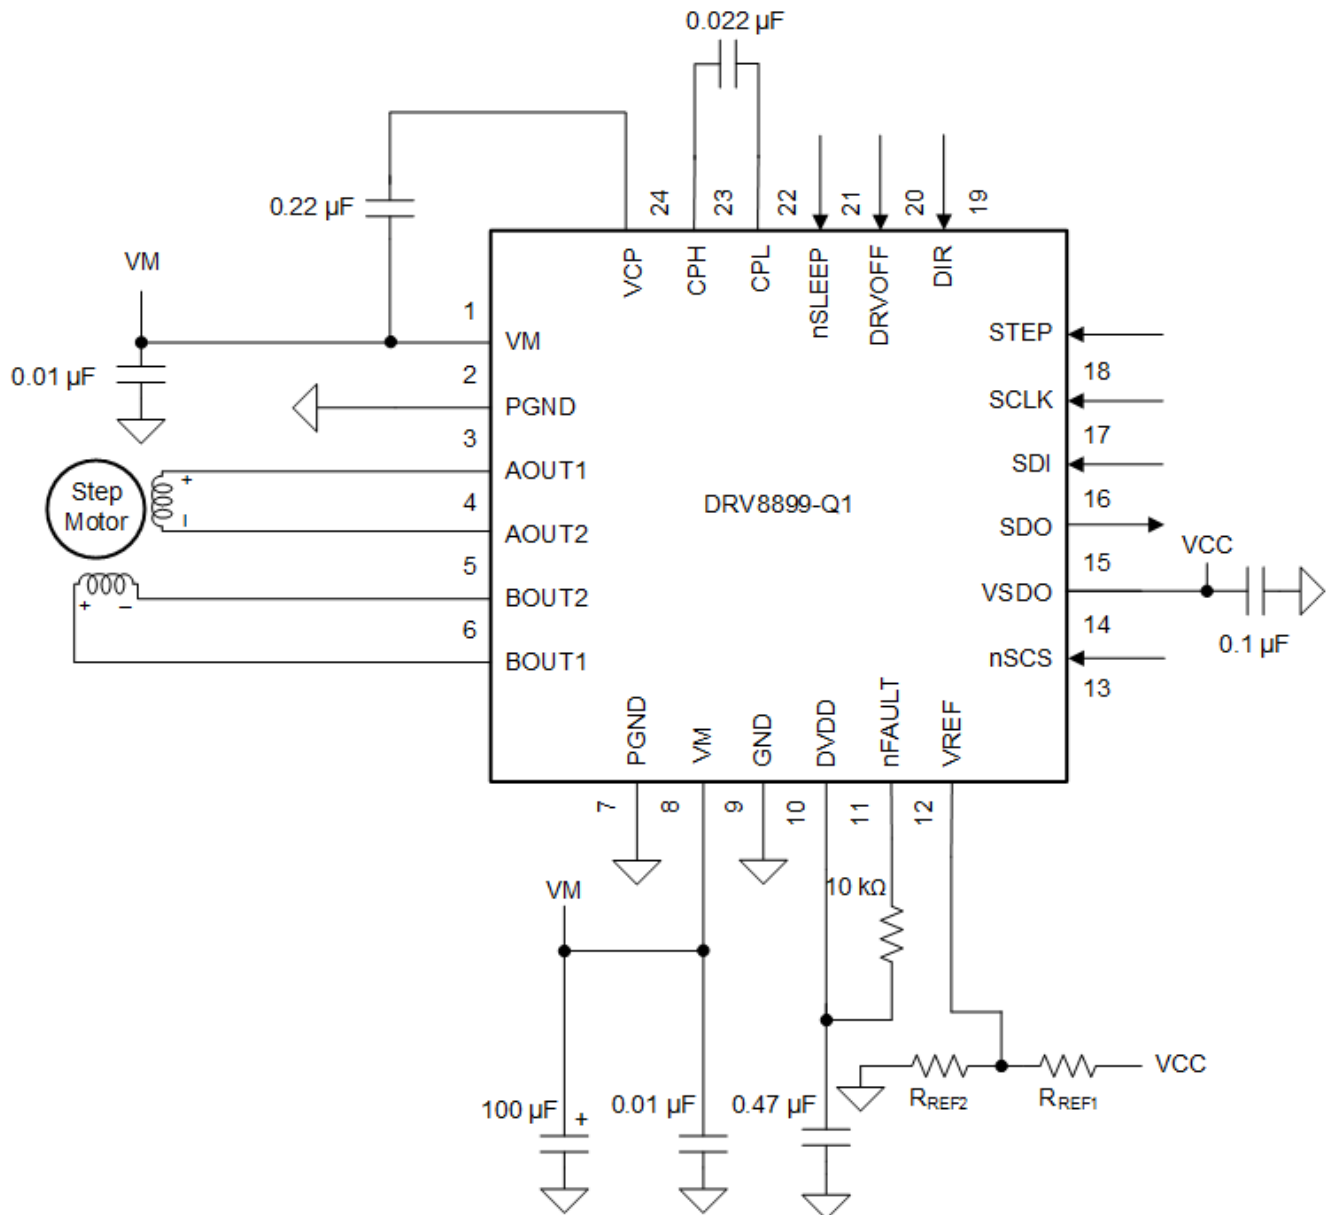 0.022 µF
0.22 µF
24
23
22
21
20
19
VCP
CPH
CPL
nSLEEP
DRVOFF
DIR
VM
1
VM
0.01 µF
2
PGND
3
AOUT1
4
AOUT2
5
BOUT2
6
BOUT1
Step
Motor
+
–
+
–
DRV8899-Q1
STEP
18
SCLK
17
SDI
16
SDO
15
VCC
VSDO
14
0.1 µF
nSCS
13
PGND
VM
GND
DVDD
nFAULT
VREF
7
8
9
10
11
12
VM
10 kΩ
100 µF
+
0.01 µF
0.47 µF
RREF2
RREF1
VCC